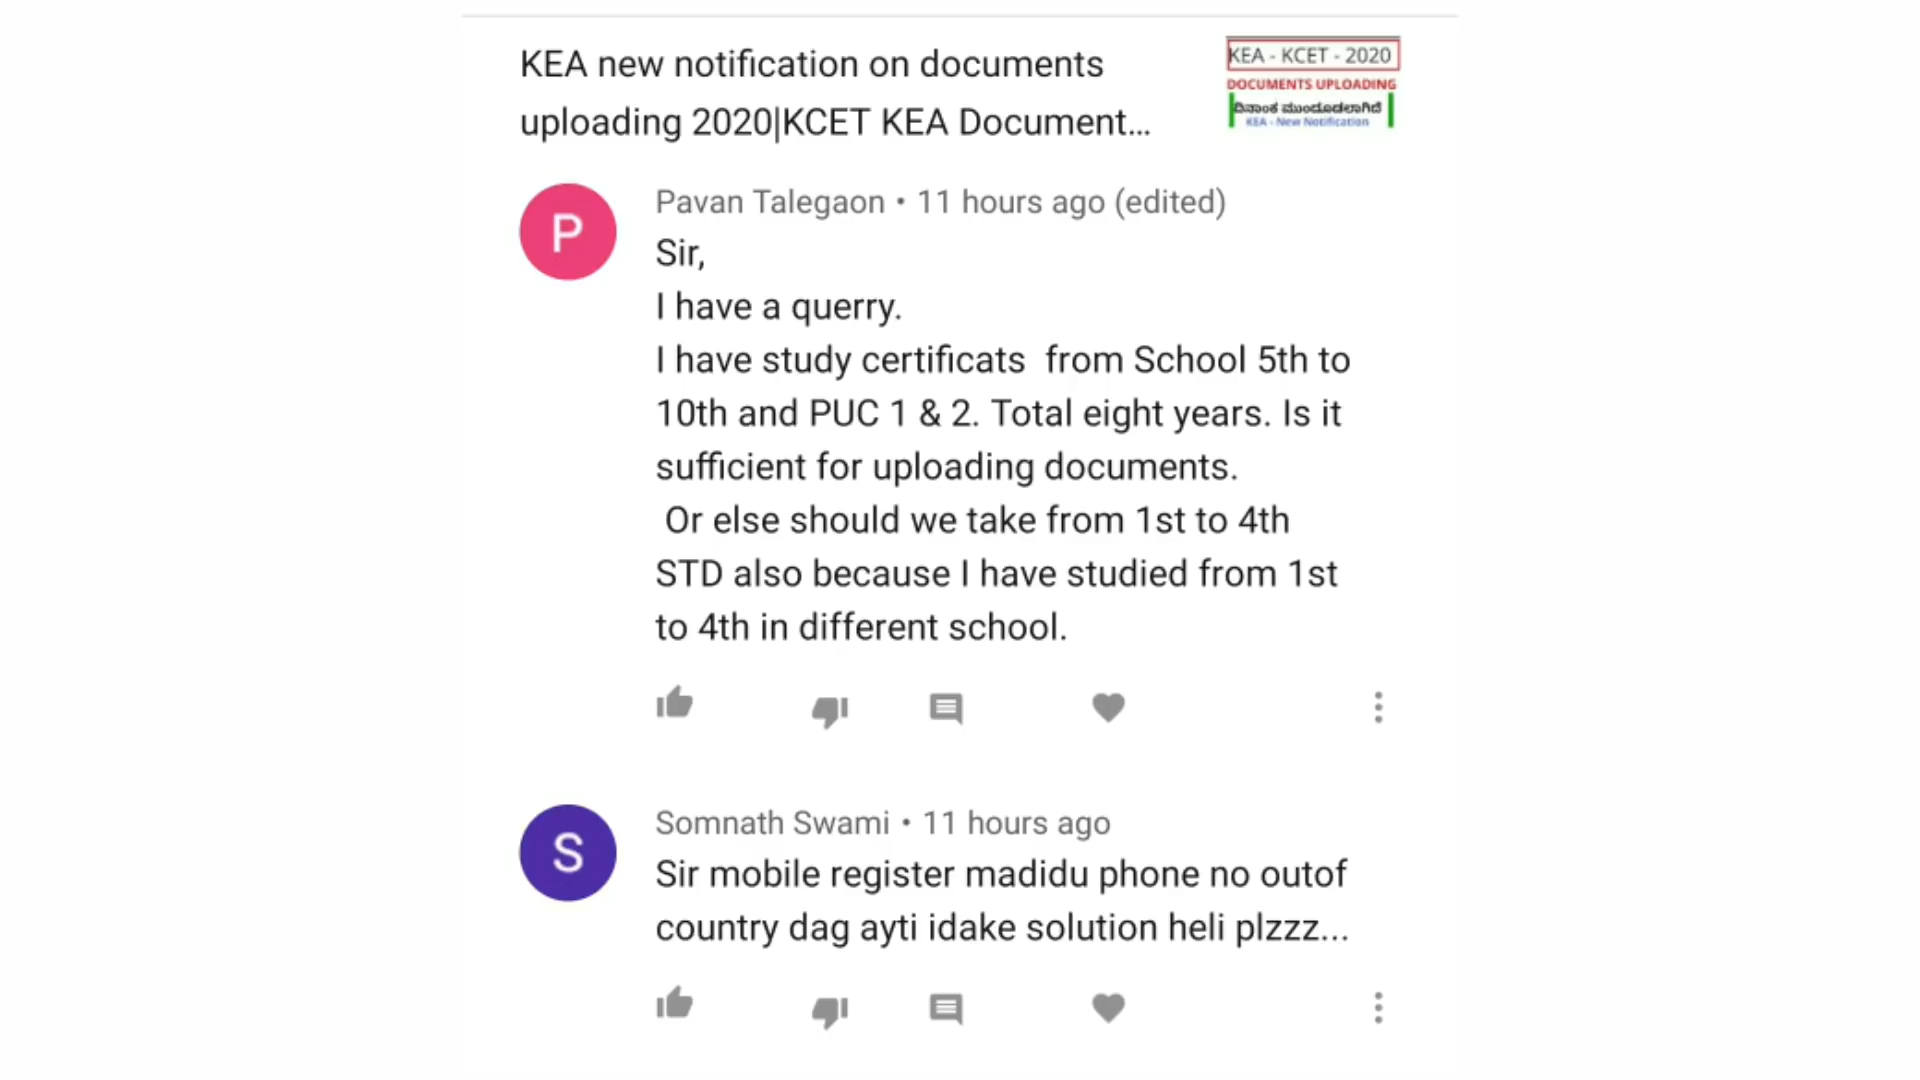 KEA new notification on documents
uploading 2020|KCET KEA Document...
KEA - KCET - 2020
DOCUMENTS UPLOADING
ದಿನಾಂಕ ಮುಂದೂಡಲಾಗಿದೆ
KEA - New Notification
P
Pavan Talegaon • 11 hours ago (edited)
Sir,
I have a querry.
I have study certificats  from School 5th to
10th and PUC 1 & 2. Total eight years. Is it
sufficient for uploading documents.
Or else should we take from 1st to 4th
STD also because I have studied from 1st
to 4th in different school.
S
Somnath Swami • 11 hours ago
Sir mobile register madidu phone no outof
country dag ayti idake solution heli plzzz...